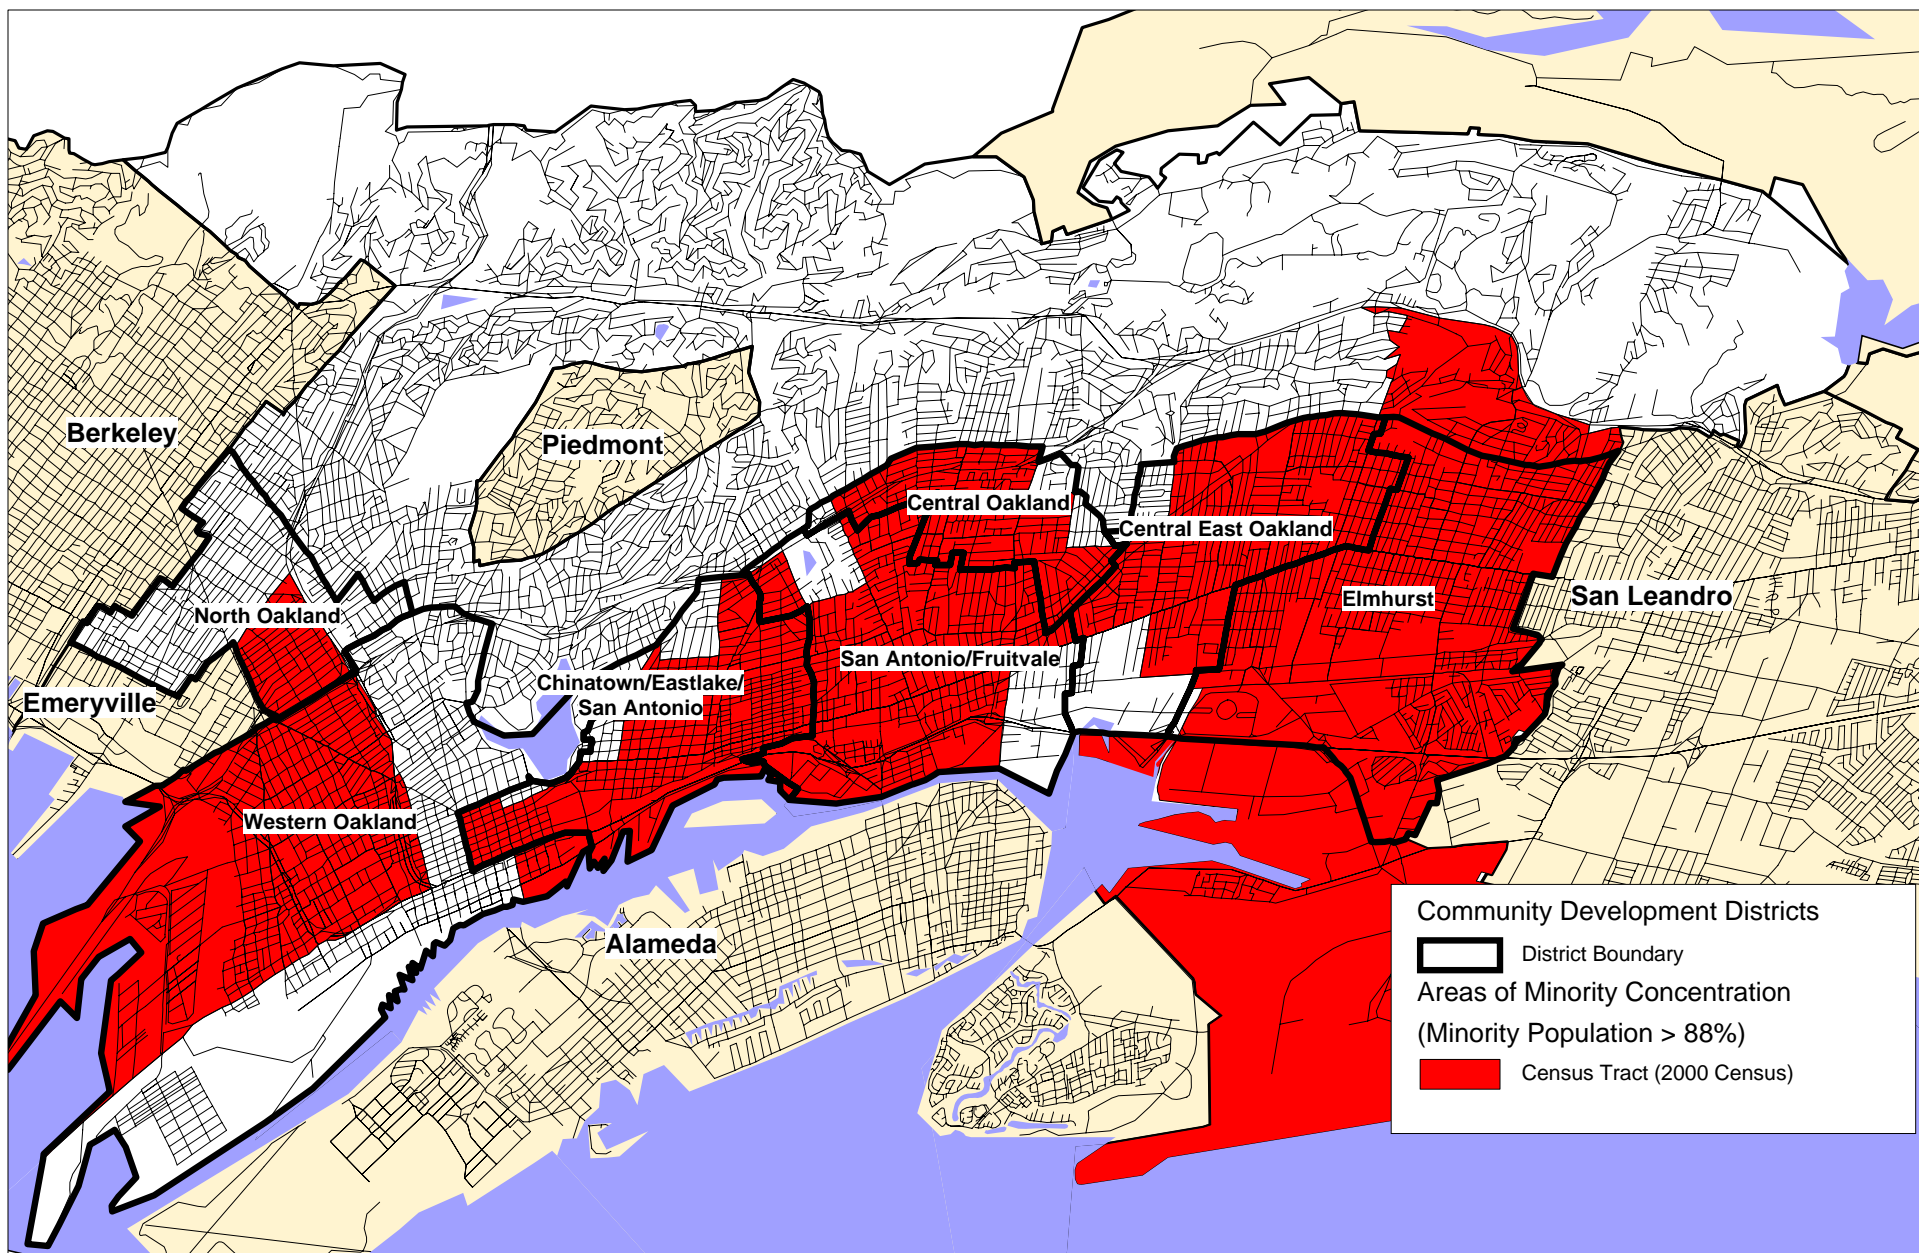 Berkeley
Piedmont
Central Oakland
Central East Oakland
North Oakland
Elmhurst
San Leandro
San Antonio/Fruitvale
Chinatown/Eastlake/
San Antonio
Emeryville
Western Oakland
Alameda
Community Development Districts
District Boundary
Areas of Minority Concentration
(Minority Population > 88%)
Census Tract (2000 Census)